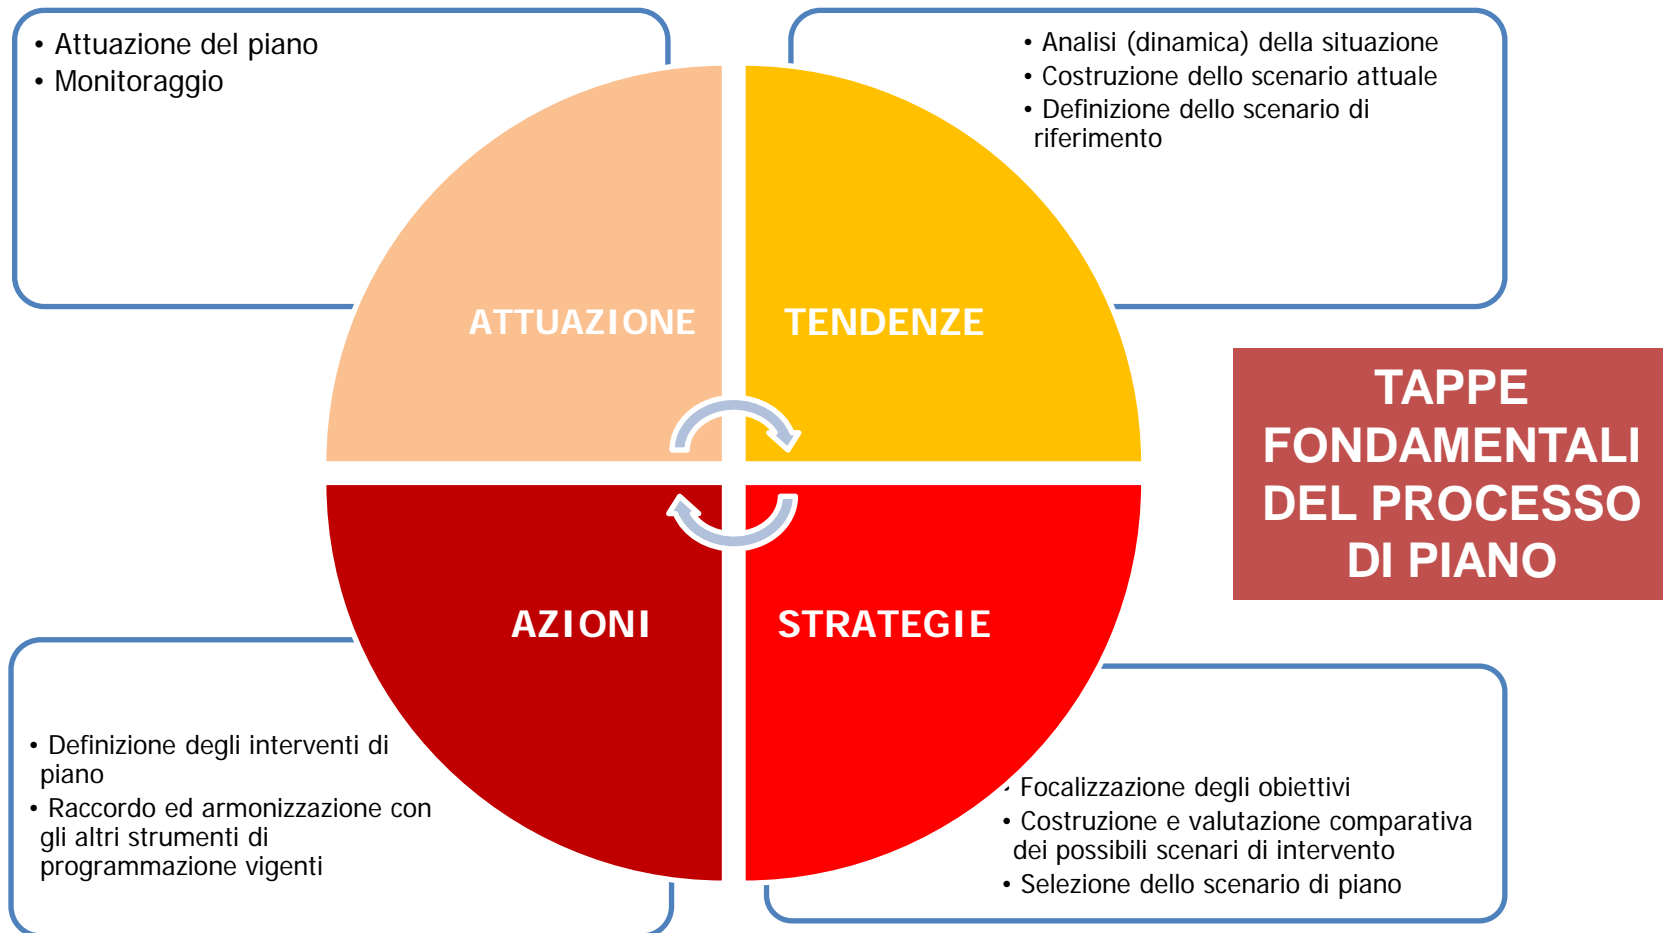 • Attuazione del piano
• Monitoraggio
• Analisi (dinamica) della situazione
• Costruzione dello scenario attuale
• Definizione dello scenario di
riferimento
ATTUAZIONE
TENDENZE
TAPPE
FONDAMENTALI
DEL PROCESSO
DI PIANO
AZIONI
STRATEGIE
• Definizione degli interventi di
piano
• Raccordo ed armonizzazione con
gli altri strumenti di
programmazione vigenti
• Focalizzazione degli obiettivi
• Costruzione e valutazione comparativa
dei possibili scenari di intervento
• Selezione dello scenario di piano